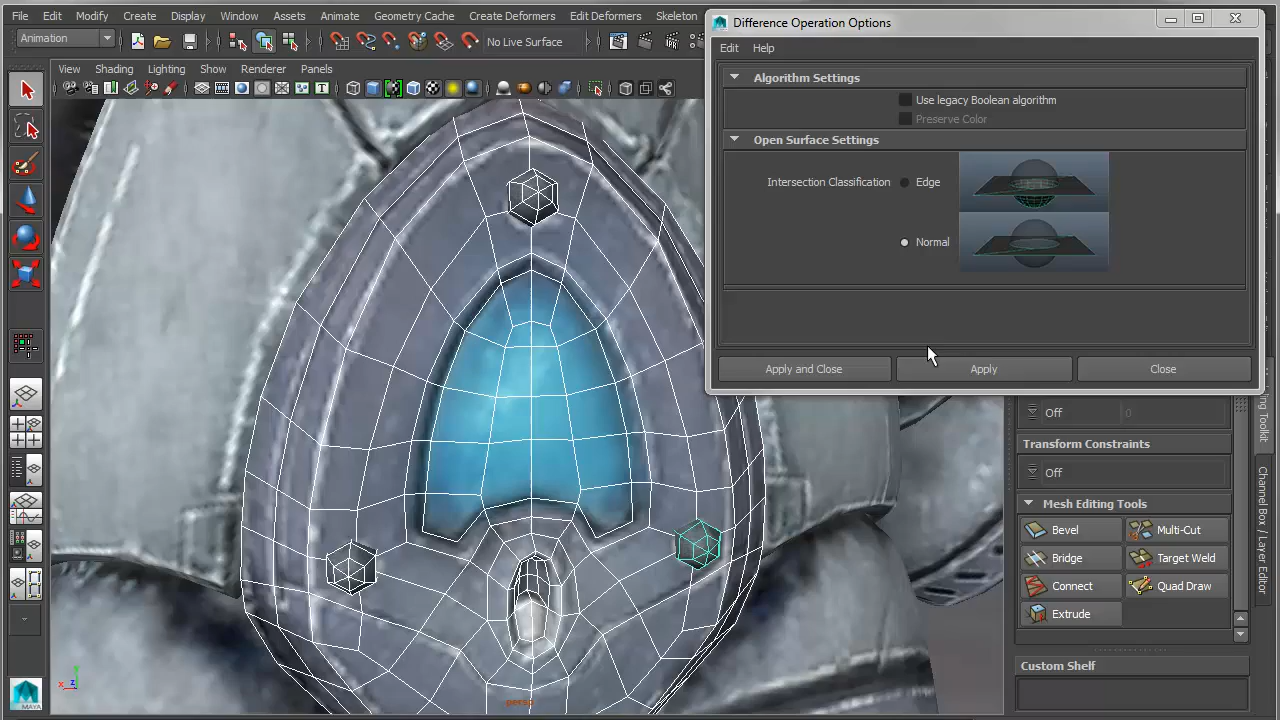 File Edit Modify Create Display Window Assets Animate Geometry Cache Create Deformers Edit Deformers Skeleton
Difference Operation Options
Animation
No Live Surface
Edit Help
View Shading Lighting Show Renderer Panels
Algorithm Settings
Use legacy Boolean algorithm
Preserve Color
Open Surface Settings
Intersection Classification Edge
Normal
Apply and Close Apply Close
Off 0
Transform Constraints
Off
Mesh Editing Tools
Bevel Multi-Cut
Bridge Target Weld
Connect Quad Draw
Extrude
Custom Shelf
Channel Box / Layer Editor
persp
y
x z
MAYA